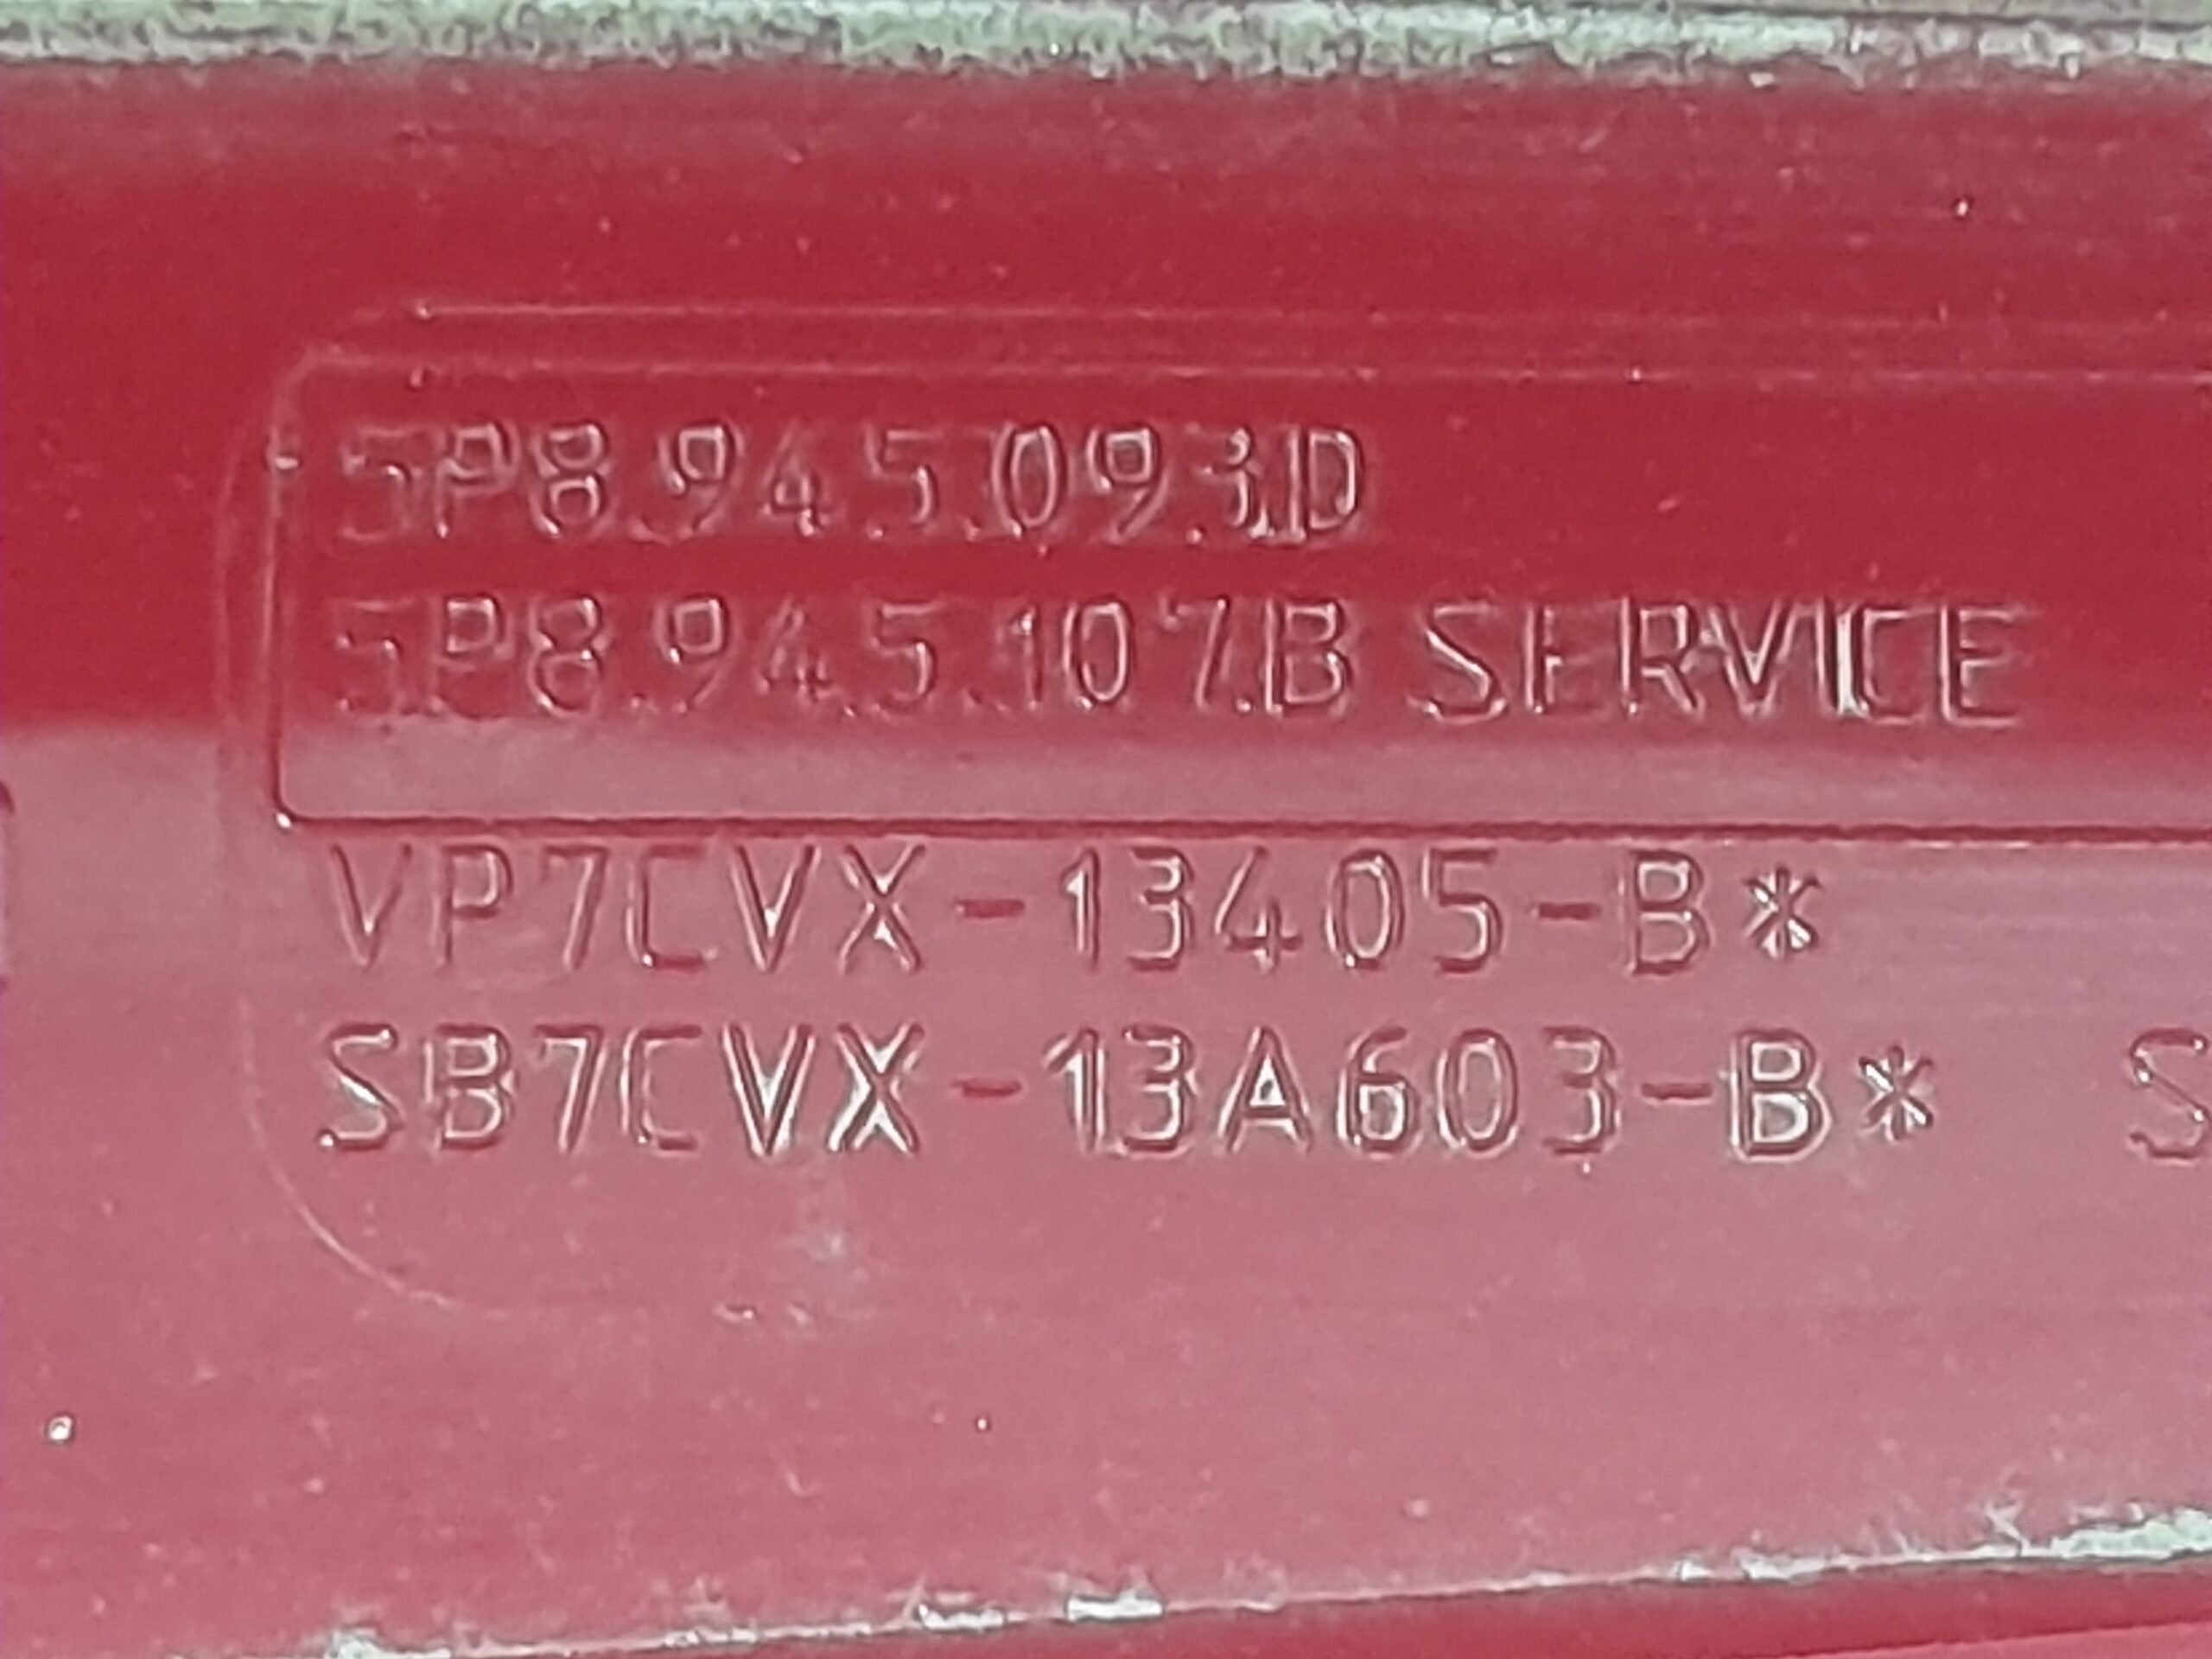 5P8.945.093.D
5P8.945.107.B SERVICE
VP7CVX-13405-B*
SB7CVX-13A603-B* S